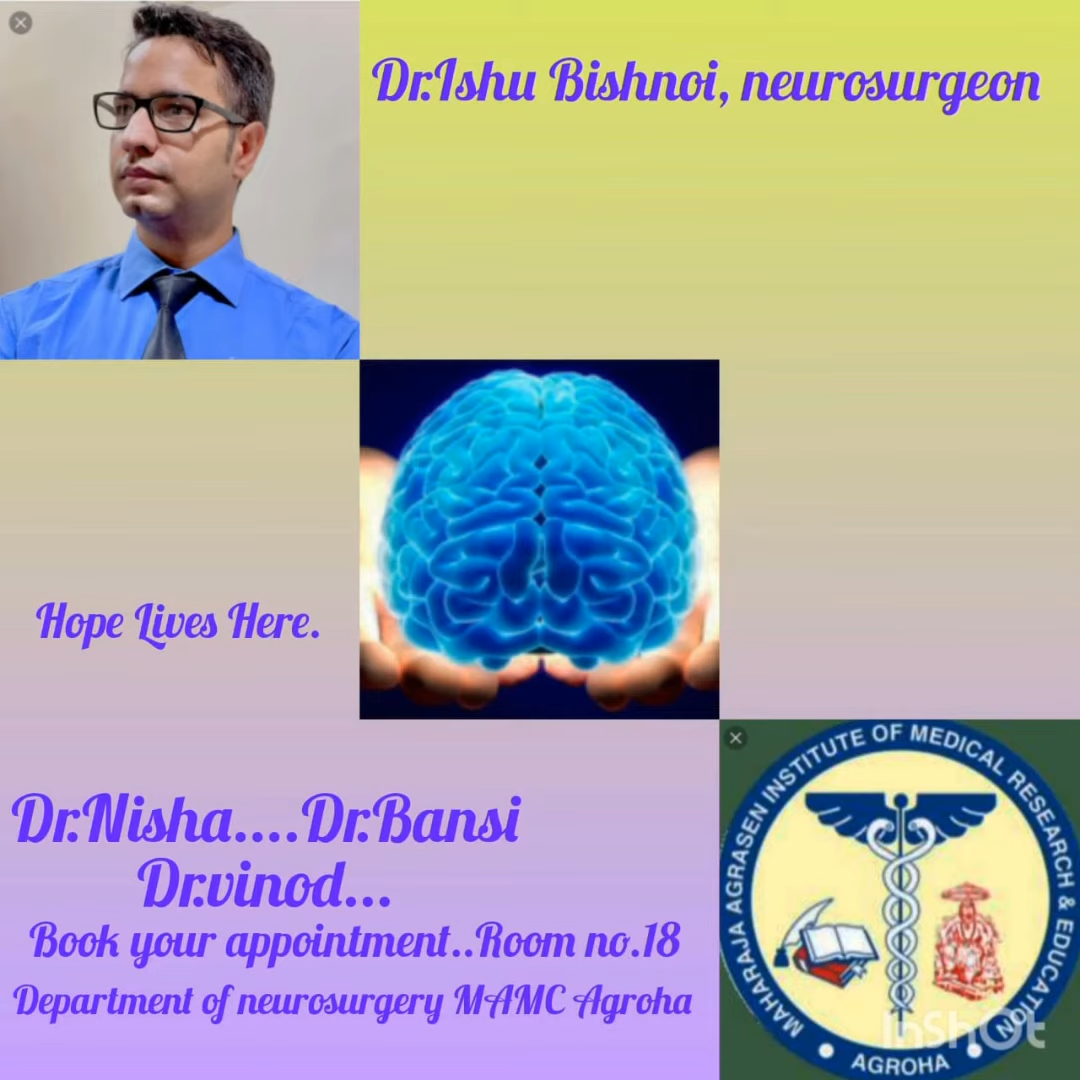 Dr.Ishu Bishnoi, neurosurgeon
Hope Lives Here.
Dr.Nisha....Dr.Bansi
Dr.vinod...
Book your appointment..Room no.18
Department of neurosurgery MAMC Agroha
MAHARAJA AGRASEN INSTITUTE OF MEDICAL RESEARCH & EDUCATION
AGROHA
InShOt